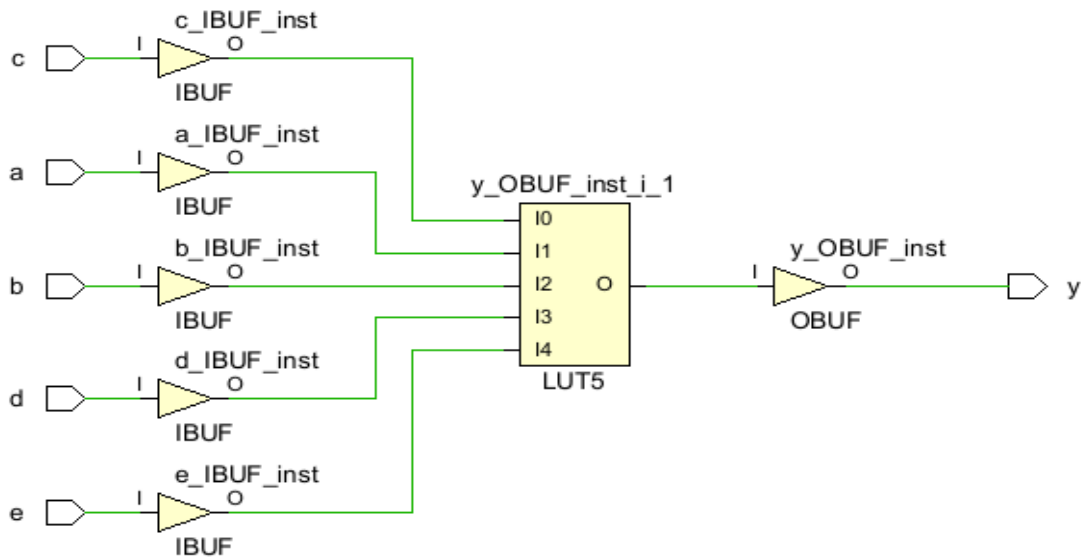 c_IBUF_inst
c
I
O
IBUF
a_IBUF_inst
a
I
O
IBUF
b_IBUF_inst
b
I
O
IBUF
d_IBUF_inst
d
I
O
IBUF
e_IBUF_inst
e
I
O
IBUF
y_OBUF_inst_i_1
I0
I1
I2
I3
I4
O
LUT5
y_OBUF_inst
I
O
OBUF
y